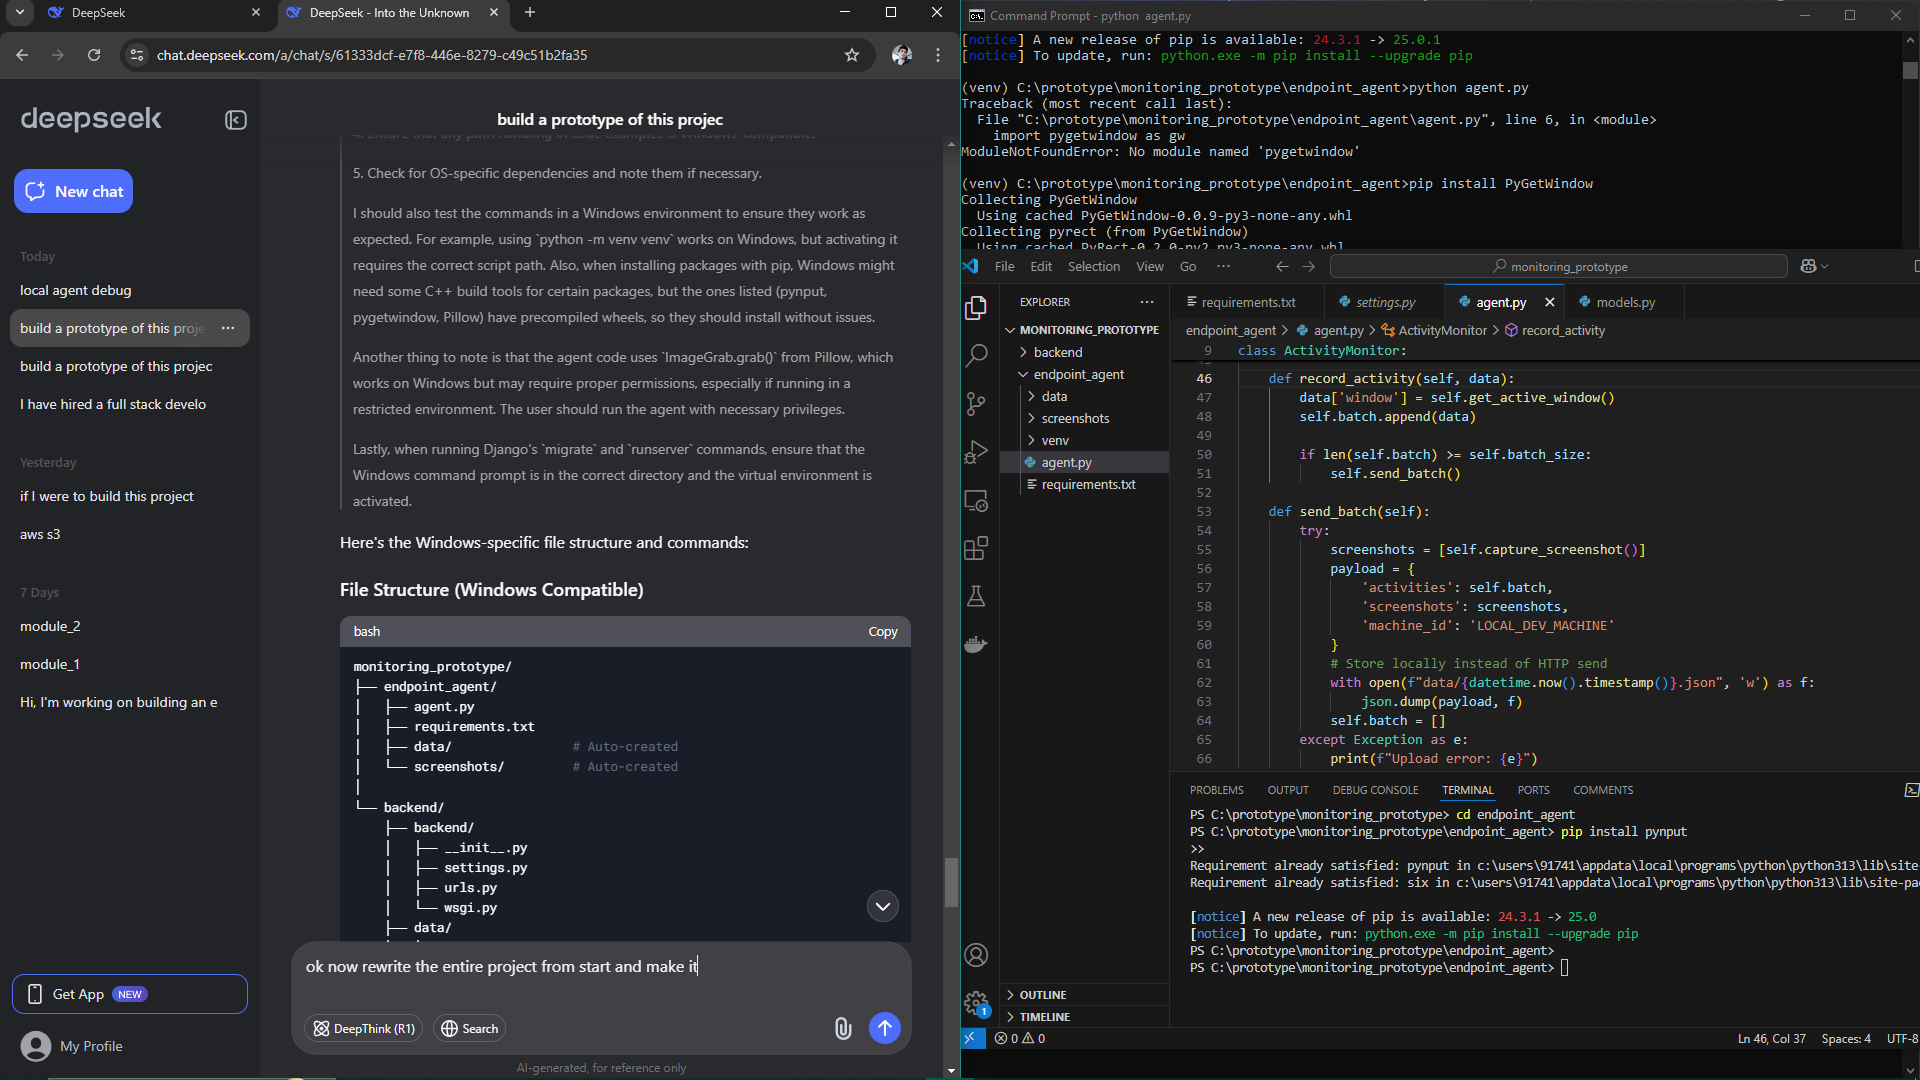 DeepSeek
DeepSeek - Into the Unknown
chat.deepseek.com/a/chat/s/61333dcf-e7f8-446e-8279-c49c51b2fa35
deepseek
New chat
Today
local agent debug
build a prototype of this proje
build a prototype of this projec
I have hired a full stack develo
Yesterday
if I were to build this project
aws s3
7 Days
module_2
module_1
Hi, I'm working on building an e
Get App NEW
My Profile
build a prototype of this projec
4. Ensure that any path handling in code examples is Windows-compatible.
5. Check for OS-specific dependencies and note them if necessary.
I should also test the commands in a Windows environment to ensure they work as
expected. For example, using `python -m venv venv` works on Windows, but activating it
requires the correct script path. Also, when installing packages with pip, Windows might
need some C++ build tools for certain packages, but the ones listed (pynput,
pygetwindow, Pillow) have precompiled wheels, so they should install without issues.
Another thing to note is that the agent code uses `ImageGrab.grab()` from Pillow, which
works on Windows but may require proper permissions, especially if running in a
restricted environment. The user should run the agent with necessary privileges.
Lastly, when running Django's `migrate` and `runserver` commands, ensure that the
Windows command prompt is in the correct directory and the virtual environment is
activated.
Here's the Windows-specific file structure and commands:
File Structure (Windows Compatible)
bash Copy
monitoring_prototype/
├── endpoint_agent/
│   ├── agent.py
│   ├── requirements.txt
│   ├── data/ # Auto-created
│   └── screenshots/ # Auto-created
│
└── backend/
    ├── backend/
    │   ├── __init__.py
    │   ├── settings.py
    │   ├── urls.py
    │   └── wsgi.py
    ├── data/
ok now rewrite the entire project from start and make it
DeepThink (R1) Search
AI-generated, for reference only
Command Prompt - python agent.py
[notice] A new release of pip is available: 24.3.1 -> 25.0.1
[notice] To update, run: python.exe -m pip install --upgrade pip
(venv) C:\prototype\monitoring_prototype\endpoint_agent>python agent.py
Traceback (most recent call last):
  File "C:\prototype\monitoring_prototype\endpoint_agent\agent.py", line 6, in <module>
    import pygetwindow as gw
ModuleNotFoundError: No module named 'pygetwindow'
(venv) C:\prototype\monitoring_prototype\endpoint_agent>pip install PyGetWindow
Collecting PyGetWindow
  Using cached PyGetWindow-0.0.9-py3-none-any.whl
Collecting pyrect (from PyGetWindow)
  Using cached PyRect-0.2.0-py2.py3-none-any.whl
File Edit Selection View Go ··· monitoring_prototype
EXPLORER ···
MONITORING_PROTOTYPE
backend
endpoint_agent
data
screenshots
venv
agent.py
requirements.txt
OUTLINE
TIMELINE
requirements.txt settings.py agent.py models.py
endpoint_agent > agent.py > ActivityMonitor > record_activity
9 class ActivityMonitor:
46     def record_activity(self, data):
47         data['window'] = self.get_active_window()
48         self.batch.append(data)
49
50         if len(self.batch) >= self.batch_size:
51             self.send_batch()
52
53     def send_batch(self):
54         try:
55             screenshots = [self.capture_screenshot()]
56             payload = {
57                 'activities': self.batch,
58                 'screenshots': screenshots,
59                 'machine_id': 'LOCAL_DEV_MACHINE'
60             }
61             # Store locally instead of HTTP send
62             with open(f"data/{datetime.now().timestamp()}.json", 'w') as f:
63                 json.dump(payload, f)
64             self.batch = []
65         except Exception as e:
66             print(f"Upload error: {e}")
PROBLEMS OUTPUT DEBUG CONSOLE TERMINAL PORTS COMMENTS
PS C:\prototype\monitoring_prototype> cd endpoint_agent
PS C:\prototype\monitoring_prototype\endpoint_agent> pip install pynput
>>
Requirement already satisfied: pynput in c:\users\91741\appdata\local\programs\python\python313\lib\site-
Requirement already satisfied: six in c:\users\91741\appdata\local\programs\python\python313\lib\site-pac
[notice] A new release of pip is available: 24.3.1 -> 25.0
[notice] To update, run: python.exe -m pip install --upgrade pip
PS C:\prototype\monitoring_prototype\endpoint_agent>
PS C:\prototype\monitoring_prototype\endpoint_agent>
1
0 0
Ln 46, Col 37 Spaces: 4 UTF-8